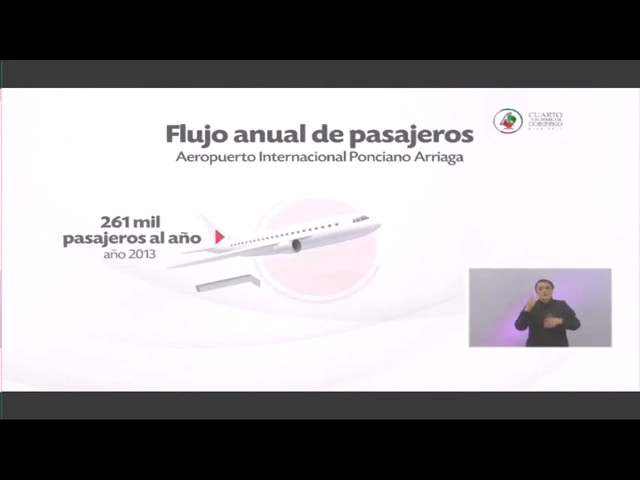 Flujo anual de pasajeros
Aeropuerto Internacional Ponciano Arriaga
CUARTO
GOBIERNO
261 mil
pasajeros al año
año 2013